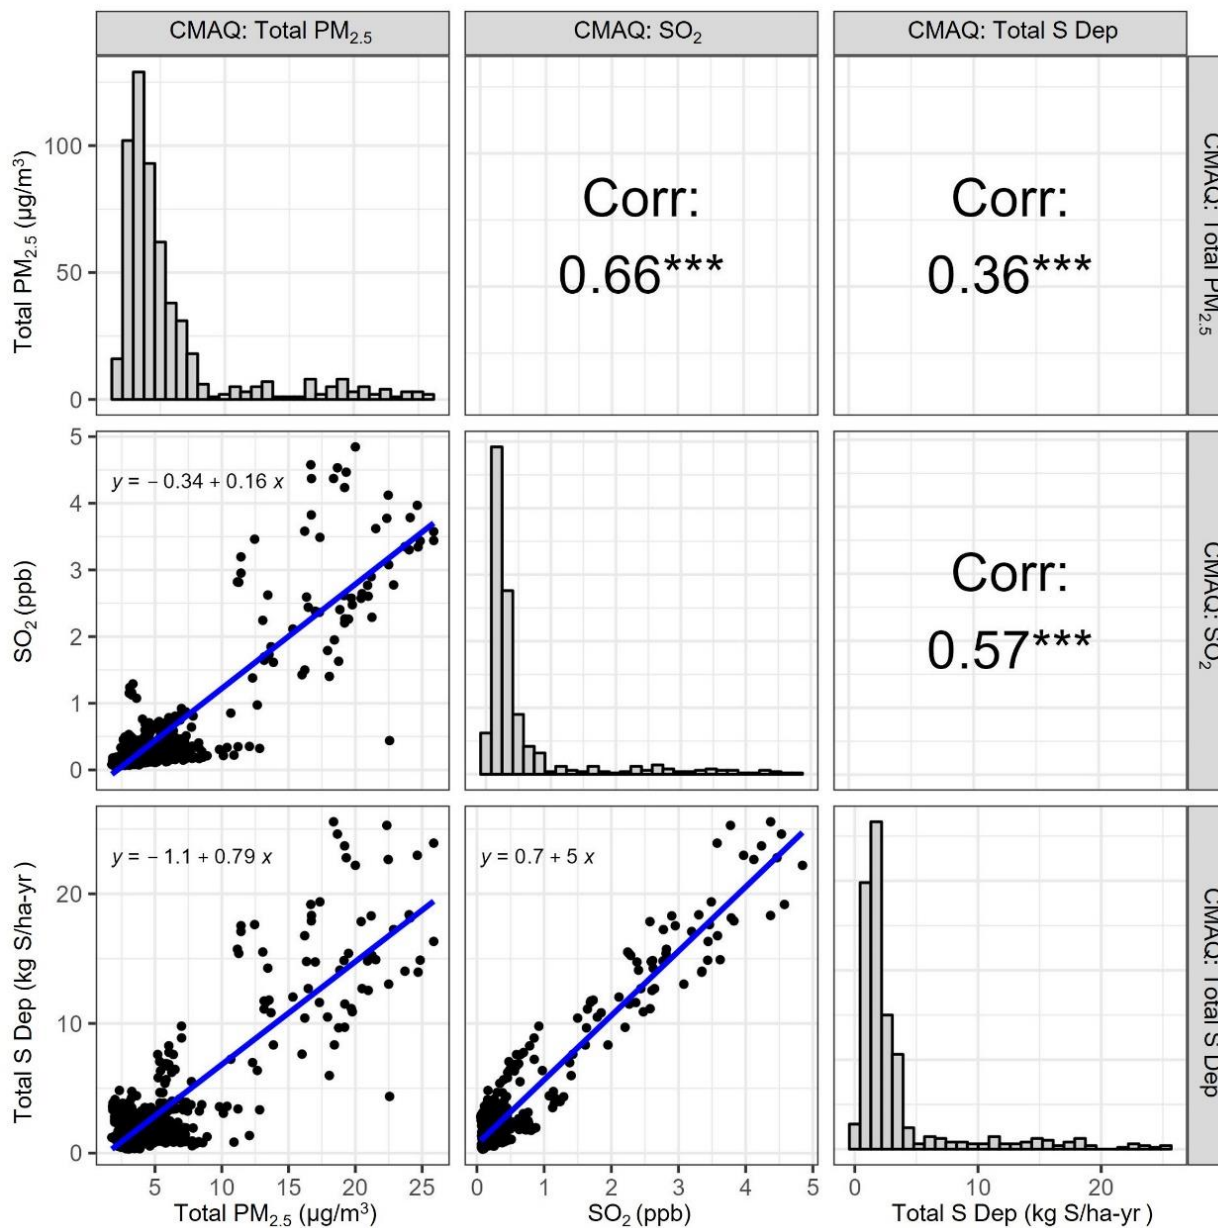 CMAQ: Total PM₂.₅
CMAQ: SO₂
CMAQ: Total S Dep
Total PM₂.₅ (µg/m³)
100
50
0
Corr:
0.66***
Corr:
0.36***
CMAQ: Total PM₂.₅
SO₂ (ppb)
5
4
3
2
1
0
y = − 0.34 + 0.16 x
Corr:
0.57***
CMAQ: SO₂
Total S Dep (kg S/ha-yr )
20
10
0
y = − 1.1 + 0.79 x
y = 0.7 + 5 x
CMAQ: Total S Dep
5 10 15 20 25
0 1 2 3 4 5
0 10 20
Total PM₂.₅ (µg/m³)
SO₂ (ppb)
Total S Dep (kg S/ha-yr )